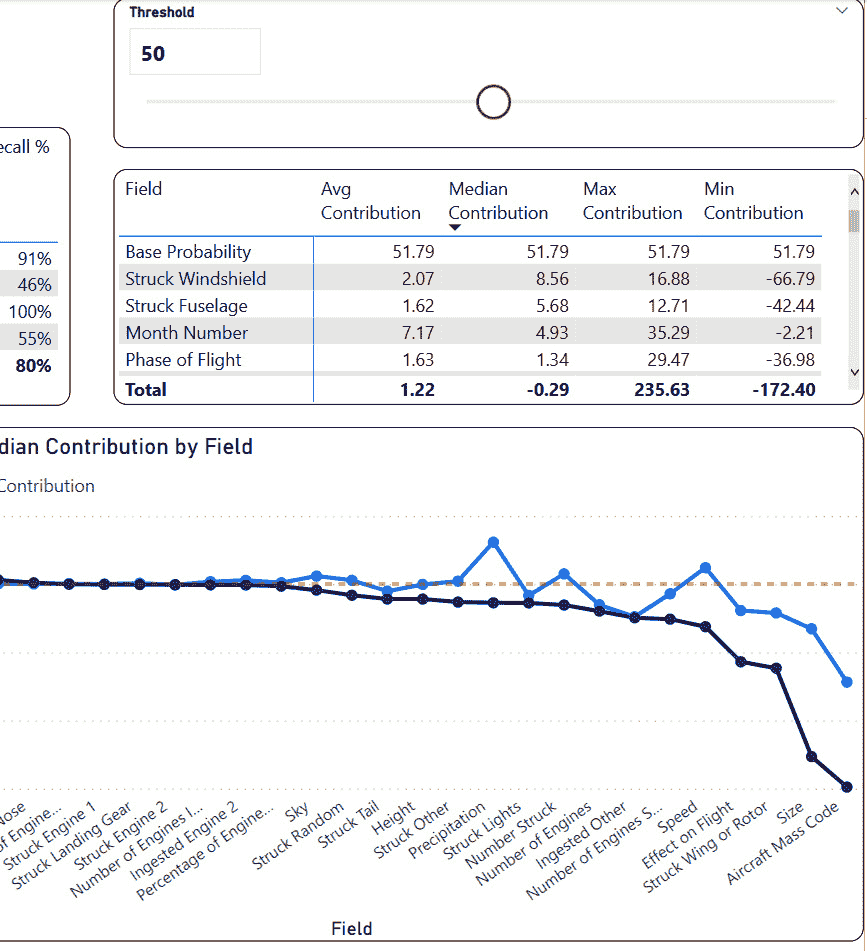 Threshold
50
ecall %
91%
46%
100%
55%
80%
Field Avg Contribution Median Contribution Max Contribution Min Contribution
Base Probability 51.79 51.79 51.79 51.79
Struck Windshield 2.07 8.56 16.88 -66.79
Struck Fuselage 1.62 5.68 12.71 -42.44
Month Number 7.17 4.93 35.29 -2.21
Phase of Flight 1.63 1.34 29.47 -36.98
Total 1.22 -0.29 235.63 -172.40
dian Contribution by Field
Contribution
Nose
of Engine...
Struck Engine 1
Struck Landing Gear
Struck Engine 2
Number of Engines I...
Ingested Engine 2
Percentage of Engine...
Sky
Struck Random
Struck Tail
Height
Struck Other
Precipitation
Struck Lights
Number Struck
Number of Engines
Ingested Other
Number of Engines S...
Speed
Effect on Flight
Struck Wing or Rotor
Size
Aircraft Mass Code
Field